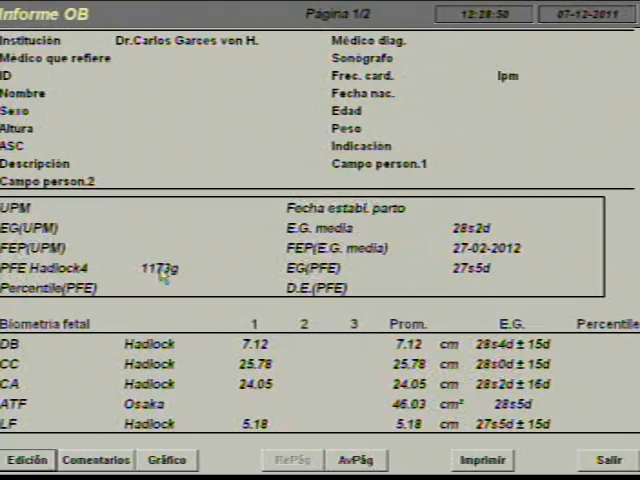 Informe OB Página 1/2 12:28:50 07-12-2011
Institución Dr.Carlos Garces von H. Médico diag.
Médico que refiere Sonógrafo
ID Frec. card. lpm
Nombre Fecha nac.
Sexo Edad
Altura Peso
ASC Indicación
Descripción Campo person.1
Campo person.2
UPM Fecha establ. parto
EG(UPM) E.G. media 28s2d
FEP(UPM) FEP(E.G. media) 27-02-2012
PFE Hadlock4 1173g EG(PFE) 27s5d
Percentile(PFE) D.E.(PFE)
Biometría fetal 1 2 3 Prom. E.G. Percentile
DB Hadlock 7.12 7.12 cm 28s4d ± 15d
CC Hadlock 25.78 25.78 cm 28s0d ± 15d
CA Hadlock 24.05 24.05 cm 28s2d ± 16d
ATF Osaka 46.03 cm² 28s5d
LF Hadlock 5.18 5.18 cm 27s5d ± 15d
Edición Comentarios Gráfico RePág AvPág Imprimir Salir